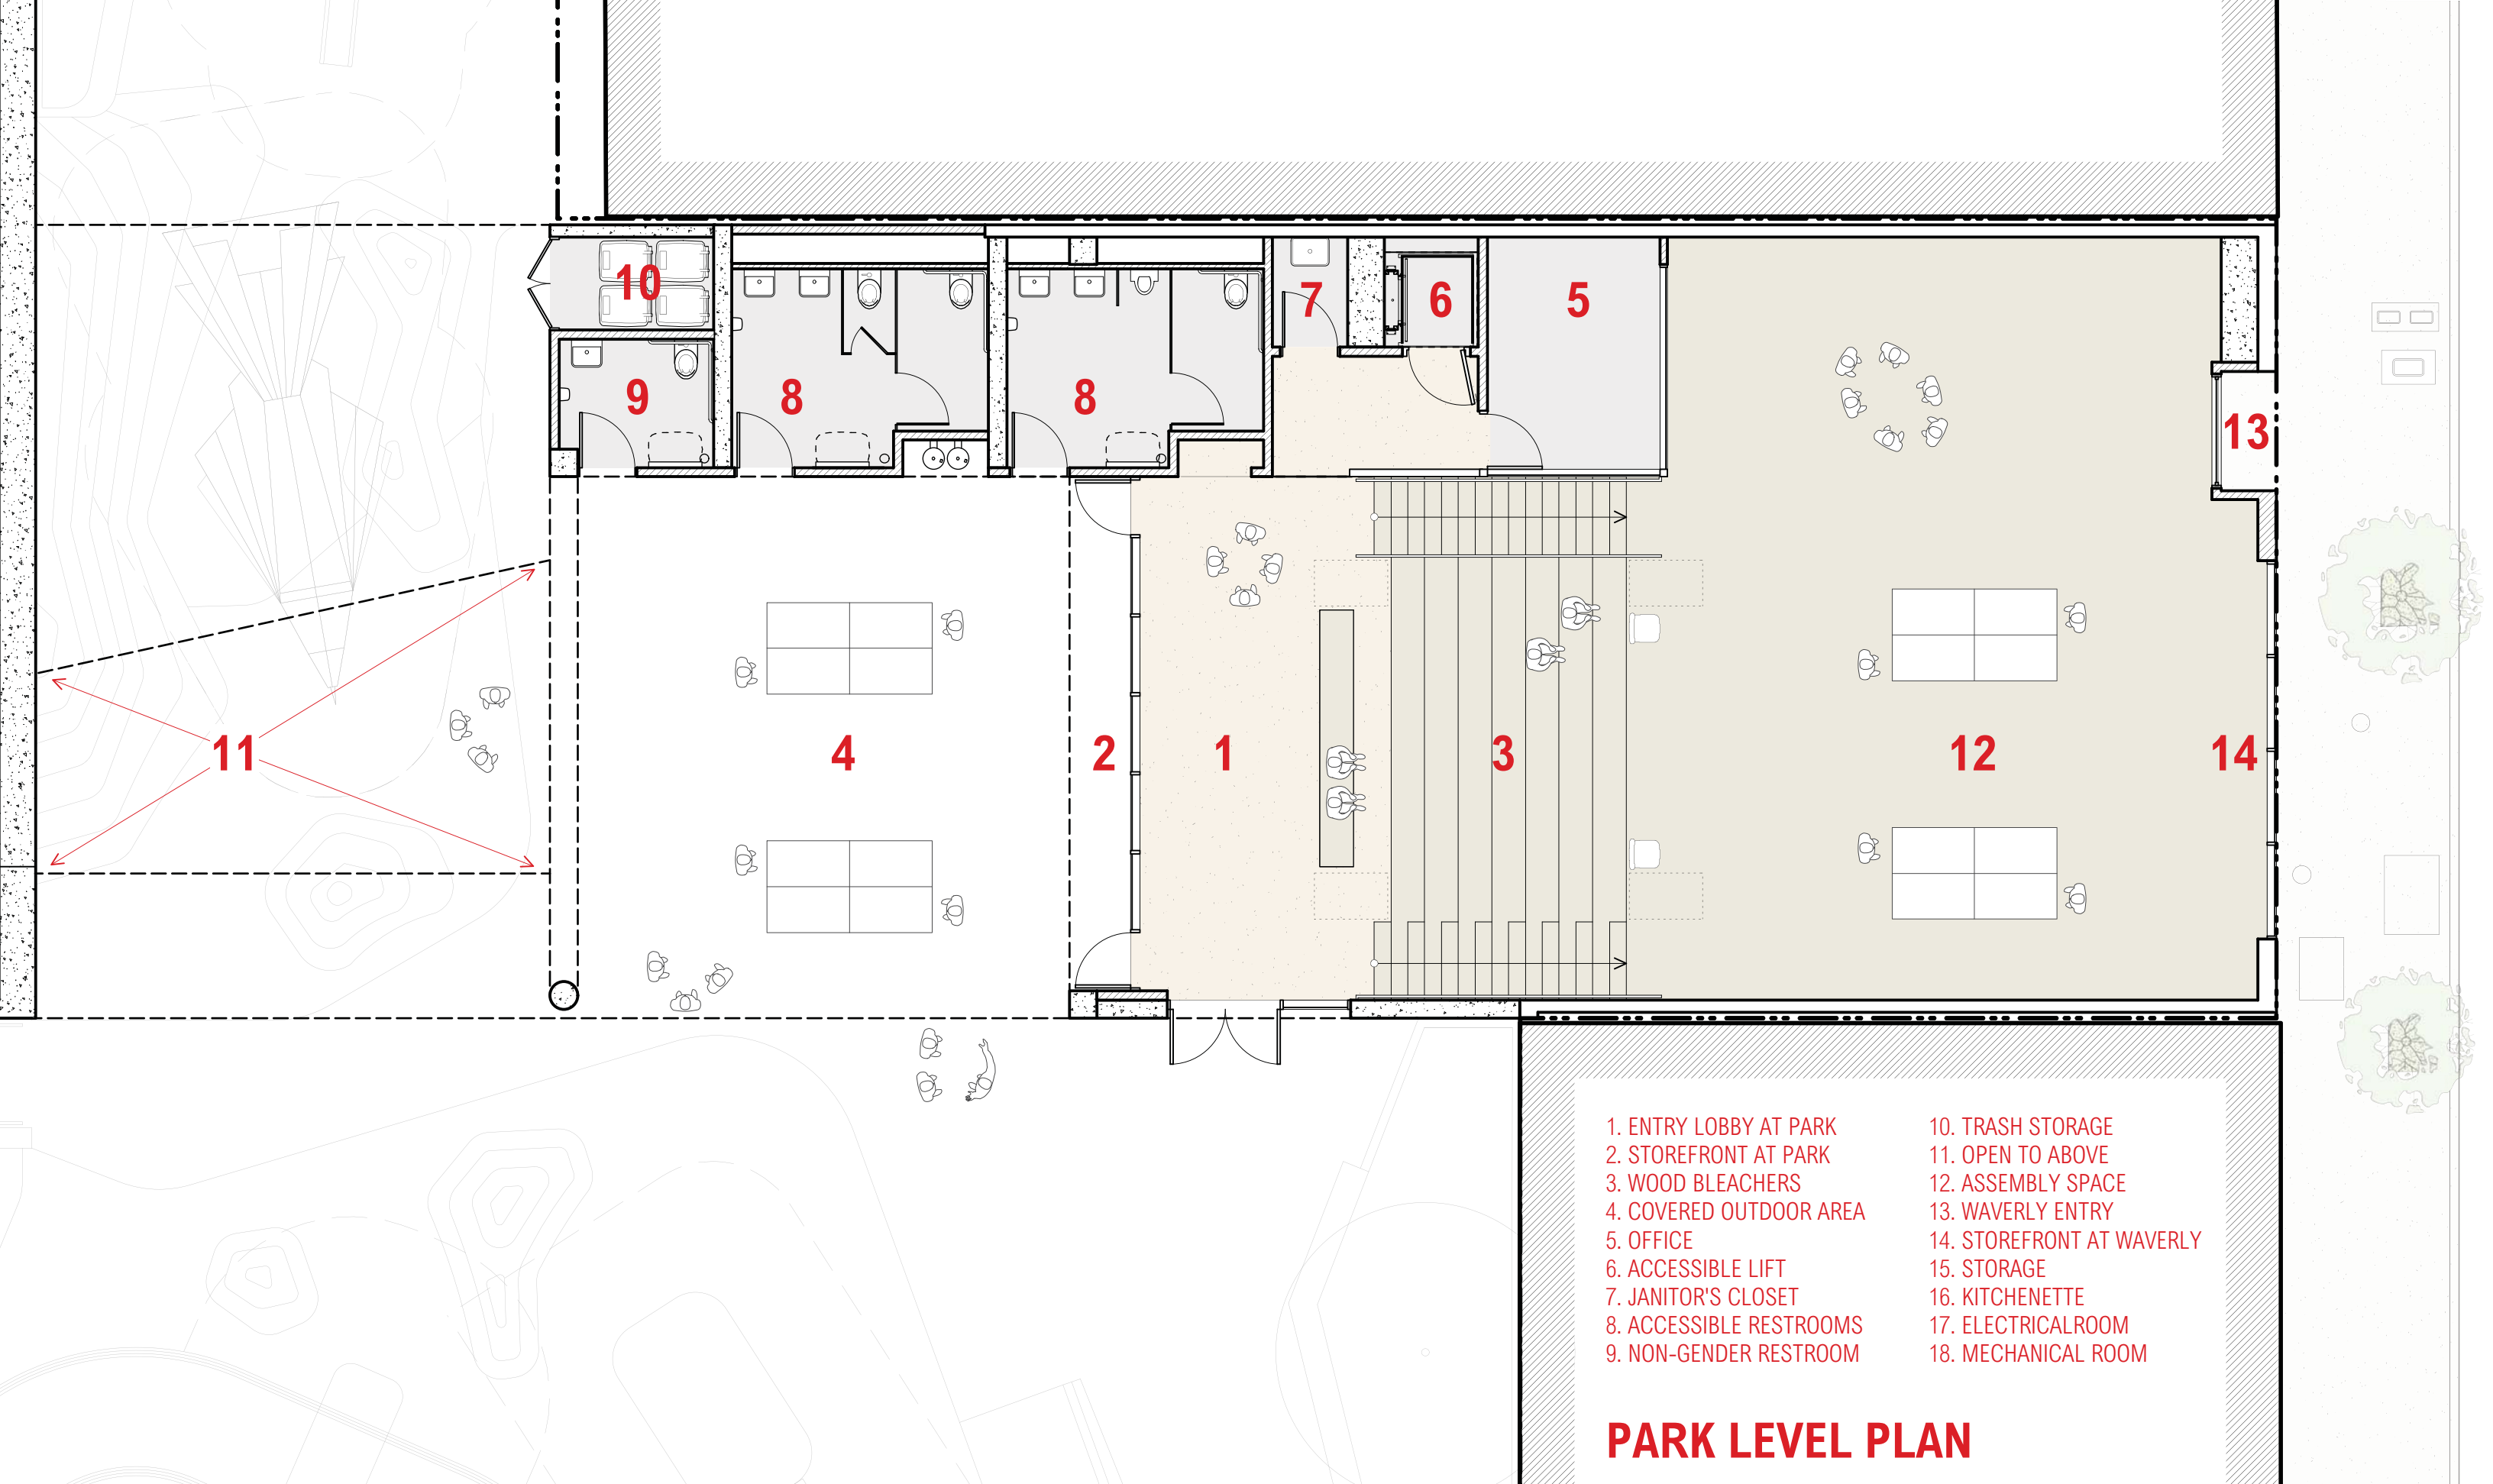 10
7
6
5
9
8
8
13
11
4
2
1
3
12
14
1. ENTRY LOBBY AT PARK
2. STOREFRONT AT PARK
3. WOOD BLEACHERS
4. COVERED OUTDOOR AREA
5. OFFICE
6. ACCESSIBLE LIFT
7. JANITOR'S CLOSET
8. ACCESSIBLE RESTROOMS
9. NON-GENDER RESTROOM
10. TRASH STORAGE
11. OPEN TO ABOVE
12. ASSEMBLY SPACE
13. WAVERLY ENTRY
14. STOREFRONT AT WAVERLY
15. STORAGE
16. KITCHENETTE
17. ELECTRICALROOM
18. MECHANICAL ROOM
PARK LEVEL PLAN